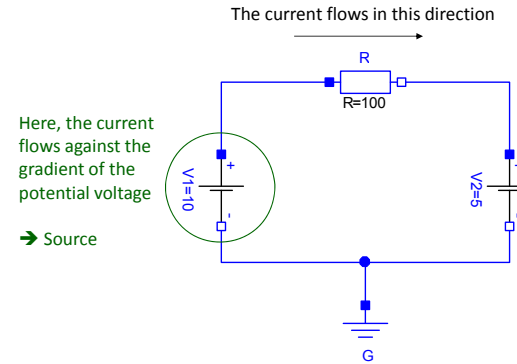 The current flows in this direction
R
R=100
Here, the current
flows against the
gradient of the
potential voltage
➔ Source
+
V1=10
-
V2=5
G